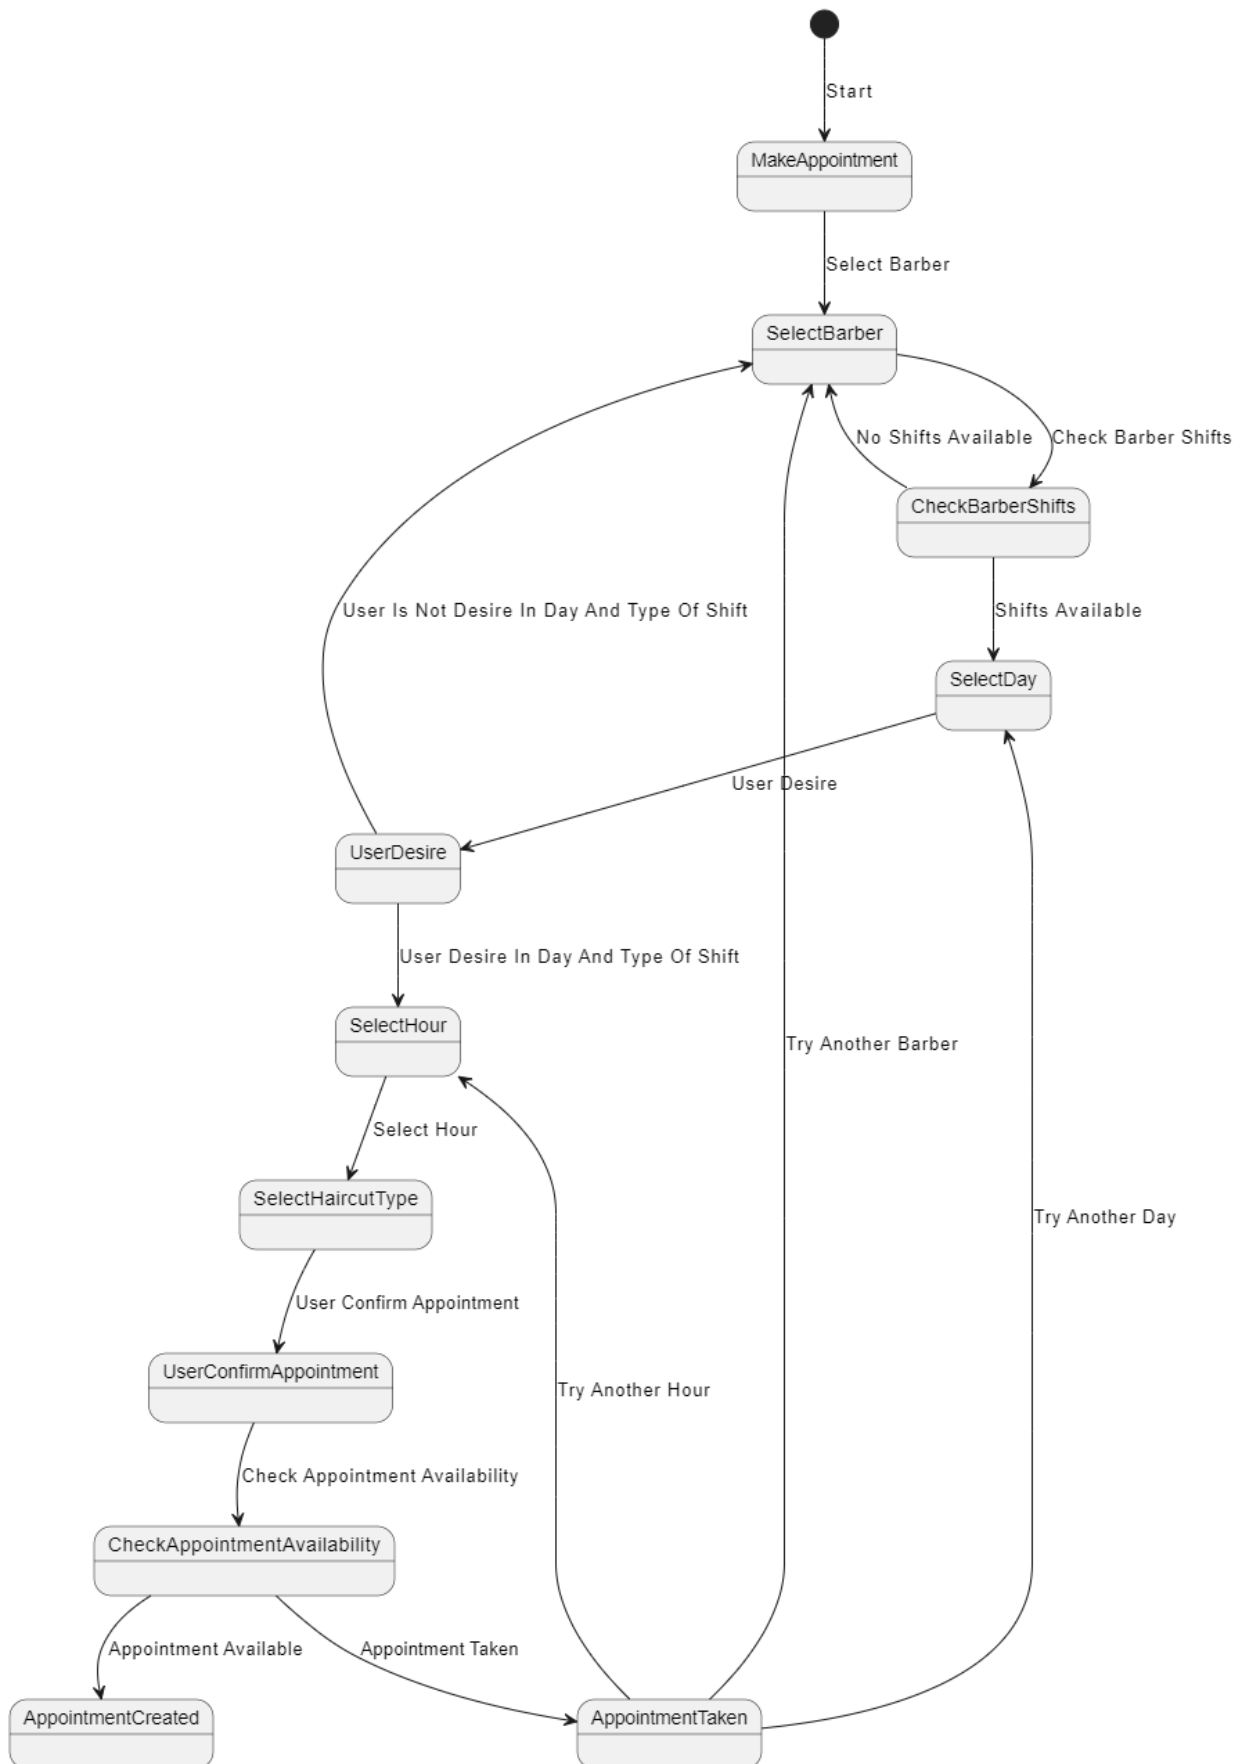 Start
MakeAppointment
Select Barber
SelectBarber
No Shifts Available
Check Barber Shifts
CheckBarberShifts
User Is Not Desire In Day And Type Of Shift
Shifts Available
SelectDay
User Desire
UserDesire
User Desire In Day And Type Of Shift
SelectHour
Try Another Barber
Select Hour
SelectHaircutType
Try Another Day
User Confirm Appointment
UserConfirmAppointment
Try Another Hour
Check Appointment Availability
CheckAppointmentAvailability
Appointment Available
Appointment Taken
AppointmentCreated
AppointmentTaken